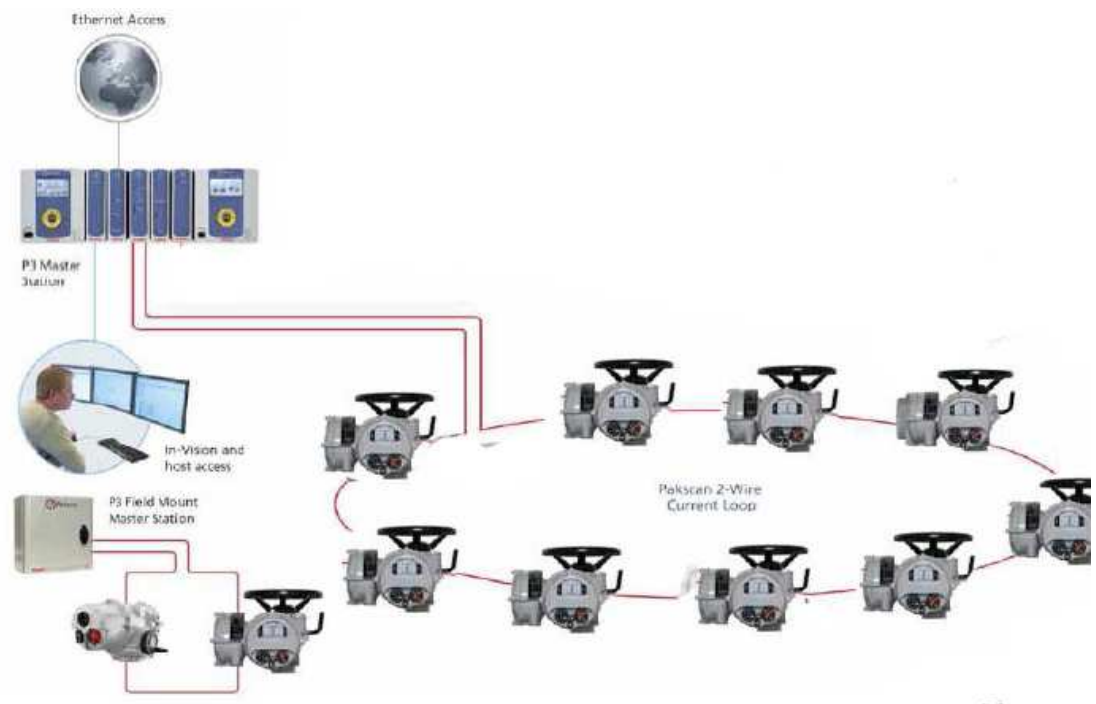 Ethernet Access
P3 Master
Station
In-Vision and
host access
P3 Field Mount
Master Station
Pakscan 2-Wire
Current Loop